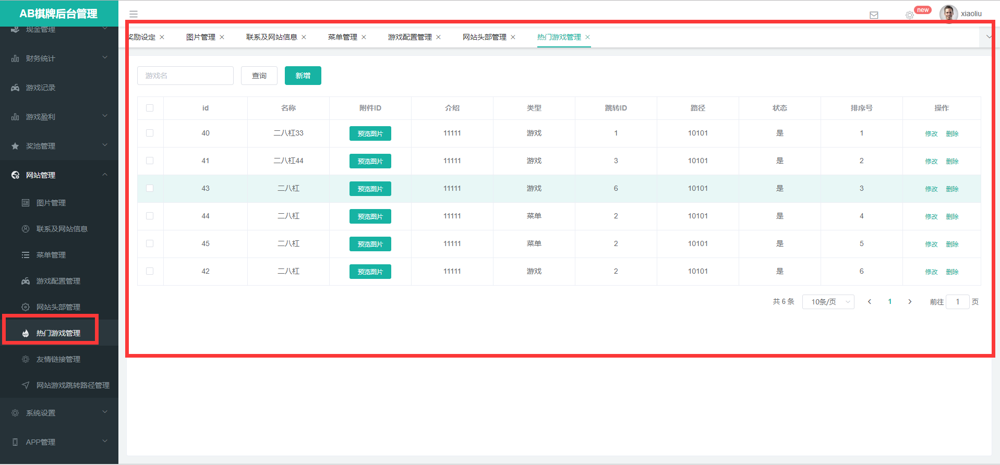 AB棋牌后台管理
new
xiaoliu
现金管理
财务统计
游戏记录
游戏盈利
奖池管理
网站管理
图片管理
联系及网站信息
菜单管理
游戏配置管理
网站头部管理
热门游戏管理
友情链接管理
网站游戏跳转路径管理
系统设置
APP管理
奖励设定 图片管理 联系及网站信息 菜单管理 游戏配置管理 网站头部管理 热门游戏管理
游戏名 查询 新增
id 名称 附件ID 介绍 类型 跳转ID 路径 状态 排序号 操作
40 二八杠33 预览图片 11111 游戏 1 10101 是 1 修改 删除
41 二八杠44 预览图片 11111 游戏 3 10101 是 2 修改 删除
43 二八杠 预览图片 11111 游戏 6 10101 是 3 修改 删除
44 二八杠 预览图片 11111 菜单 2 10101 是 4 修改 删除
45 二八杠 预览图片 11111 菜单 2 10101 是 5 修改 删除
42 二八杠 预览图片 11111 游戏 2 10101 是 6 修改 删除
共 6 条 10条/页 1 前往 1 页